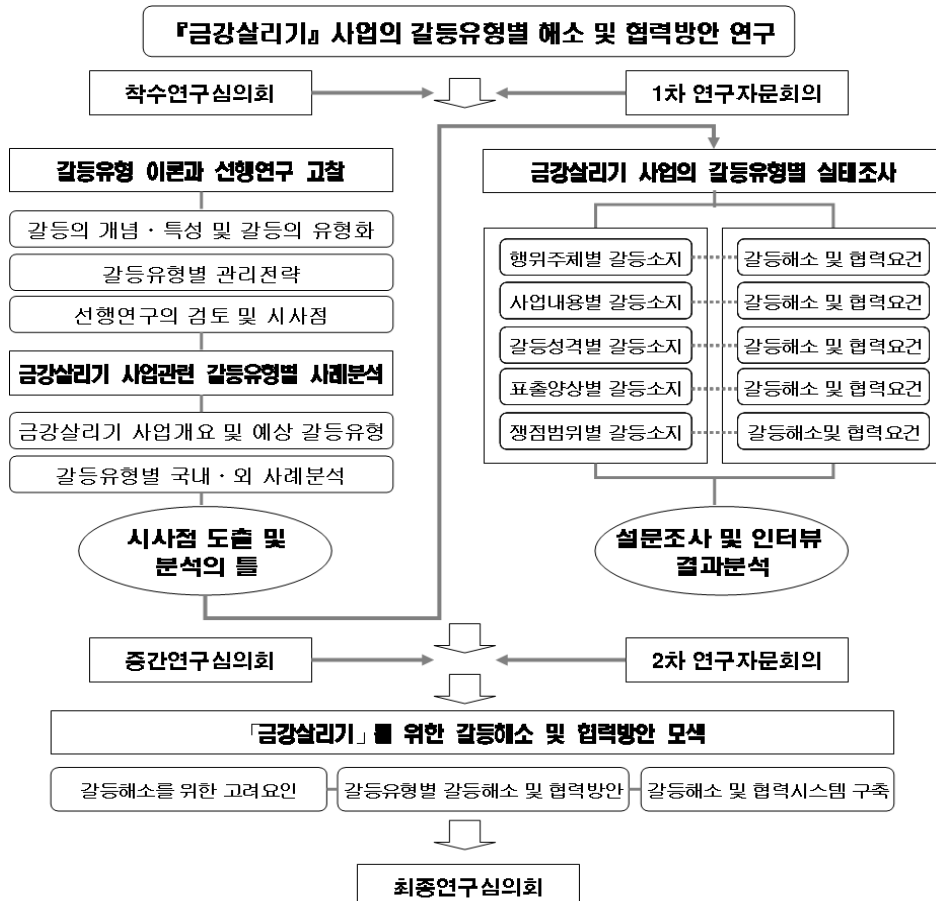 『금강살리기』 사업의 갈등유형별 해소 및 협력방안 연구
착수연구심의회
1차 연구자문회의
갈등유형 이론과 선행연구 고찰
갈등의 개념 · 특성 및 갈등의 유형화
갈등유형별 관리전략
선행연구의 검토 및 시사점
금강살리기 사업관련 갈등유형별 사례분석
금강살리기 사업개요 및 예상 갈등유형
갈등유형별 국내 · 외 사례분석
시사점 도출 및
분석의 틀
금강살리기 사업의 갈등유형별 실태조사
행위주체별 갈등소지
갈등해소 및 협력요건
사업내용별 갈등소지
갈등해소 및 협력요건
갈등성격별 갈등소지
갈등해소 및 협력요건
표출양상별 갈등소지
갈등해소 및 협력요건
쟁점범위별 갈등소지
갈등해소및 협력요건
설문조사 및 인터뷰
결과분석
중간연구심의회
2차 연구자문회의
「금강살리기」를 위한 갈등해소 및 협력방안 모색
갈등해소를 위한 고려요인
갈등유형별 갈등해소 및 협력방안
갈등해소 및 협력시스템 구축
최종연구심의회